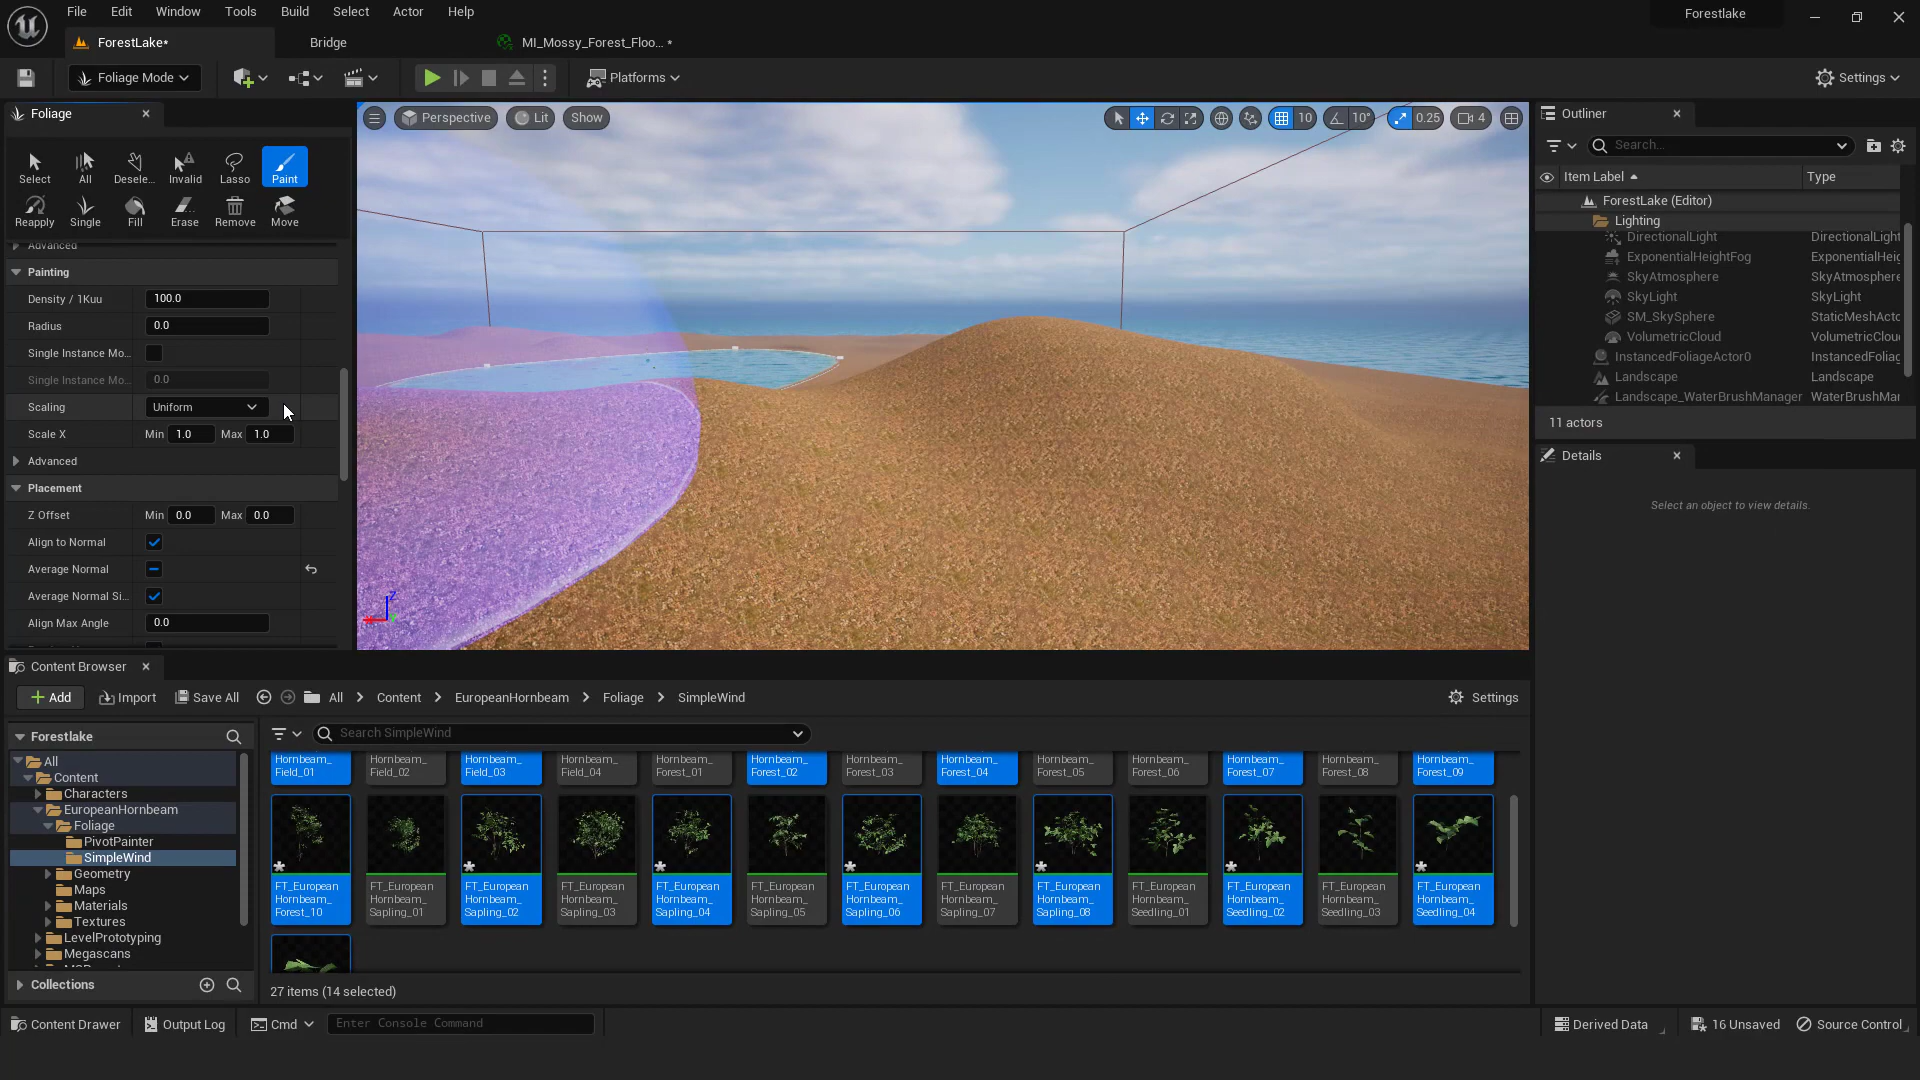 File Edit Window Tools Build Select Actor Help
Forestlake
ForestLake*
Bridge
MI_Mossy_Forest_Floo... *
Foliage Mode
Platforms
Settings
Foliage
Select All Desele... Invalid Lasso Paint
Reapply Single Fill Erase Remove Move
Advanced
Painting
Density / 1Kuu 100.0
Radius 0.0
Single Instance Mo...
Single Instance Mo... 0.0
Scaling Uniform
Scale X Min 1.0 Max 1.0
Advanced
Placement
Z Offset Min 0.0 Max 0.0
Align to Normal
Average Normal
Average Normal Si...
Align Max Angle 0.0
Perspective Lit Show
10 10° 0.25 4
Z
Outliner
Search...
Item Label Type
ForestLake (Editor)
Lighting
DirectionalLight DirectionalLight
ExponentialHeightFog ExponentialHeig
SkyAtmosphere SkyAtmosphere
SkyLight SkyLight
SM_SkySphere StaticMeshActo
VolumetricCloud VolumetricClou
InstancedFoliageActor0 InstancedFoliag
Landscape Landscape
Landscape_WaterBrushManager WaterBrushMar
11 actors
Details
Select an object to view details.
Content Browser
Add Import Save All All Content EuropeanHornbeam Foliage SimpleWind Settings
Forestlake
All
Content
Characters
EuropeanHornbeam
Foliage
PivotPainter
SimpleWind
Geometry
Maps
Materials
Textures
LevelPrototyping
Megascans
Collections
Search SimpleWind
Hornbeam_ Hornbeam_ Hornbeam_ Hornbeam_ Hornbeam_ Hornbeam_ Hornbeam_ Hornbeam_ Hornbeam_ Hornbeam_ Hornbeam_ Hornbeam_ Hornbeam_
Field_01 Field_02 Field_03 Field_04 Forest_01 Forest_02 Forest_03 Forest_04 Forest_05 Forest_06 Forest_07 Forest_08 Forest_09
FT_European FT_European FT_European FT_European FT_European FT_European FT_European FT_European FT_European FT_European FT_European FT_European FT_European
Hornbeam_ Hornbeam_ Hornbeam_ Hornbeam_ Hornbeam_ Hornbeam_ Hornbeam_ Hornbeam_ Hornbeam_ Hornbeam_ Hornbeam_ Hornbeam_ Hornbeam_
Forest_10 Sapling_01 Sapling_02 Sapling_03 Sapling_04 Sapling_05 Sapling_06 Sapling_07 Sapling_08 Seedling_01 Seedling_02 Seedling_03 Seedling_04
27 items (14 selected)
Content Drawer Output Log Cmd Enter Console Command Derived Data 16 Unsaved Source Control